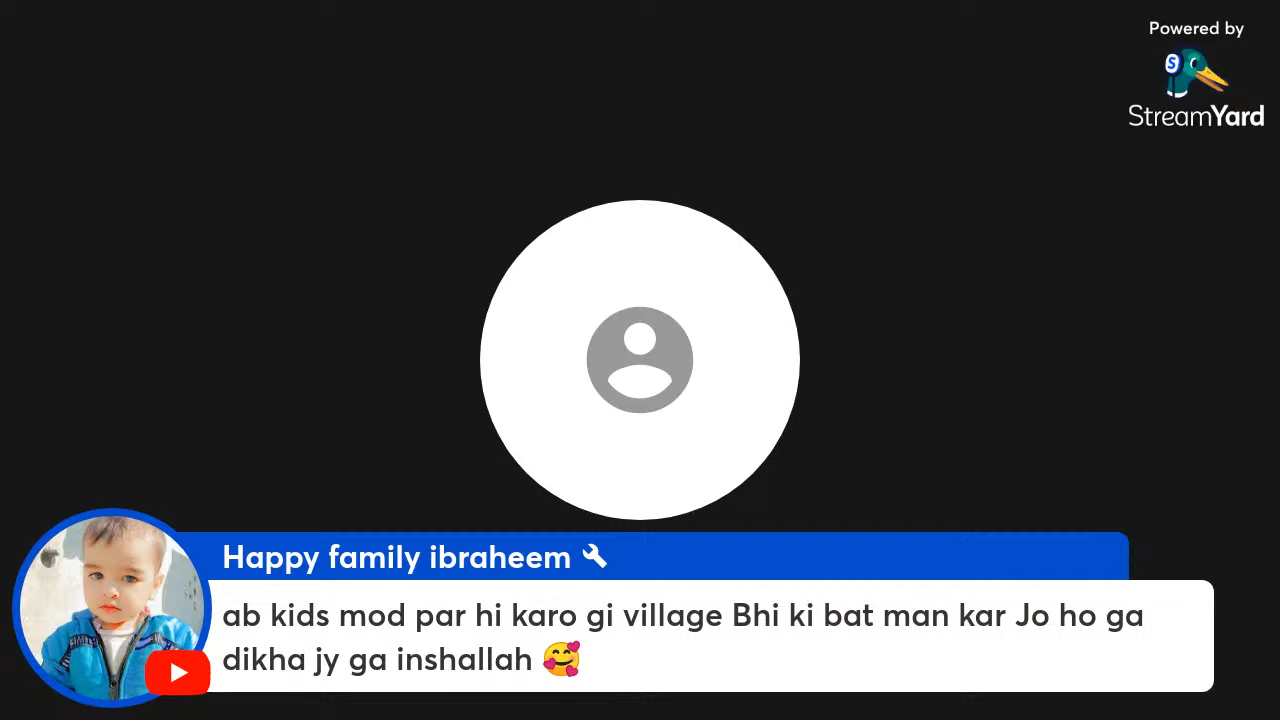 Powered by
StreamYard
Happy family ibraheem
ab kids mod par hi karo gi village Bhi ki bat man kar Jo ho ga
dikha jy ga inshallah 🥰